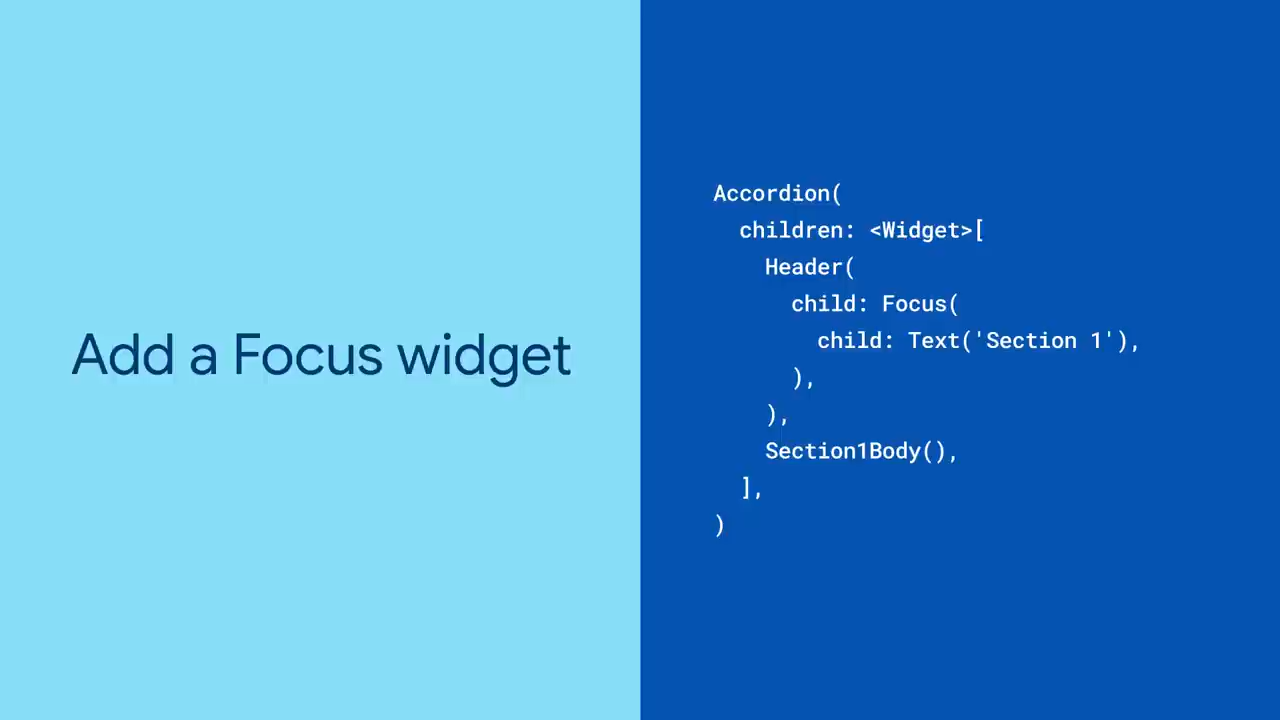 Add a Focus widget
Accordion(
  children: <Widget>[
    Header(
      child: Focus(
        child: Text('Section 1'),
      ),
    ),
    Section1Body(),
  ],
)